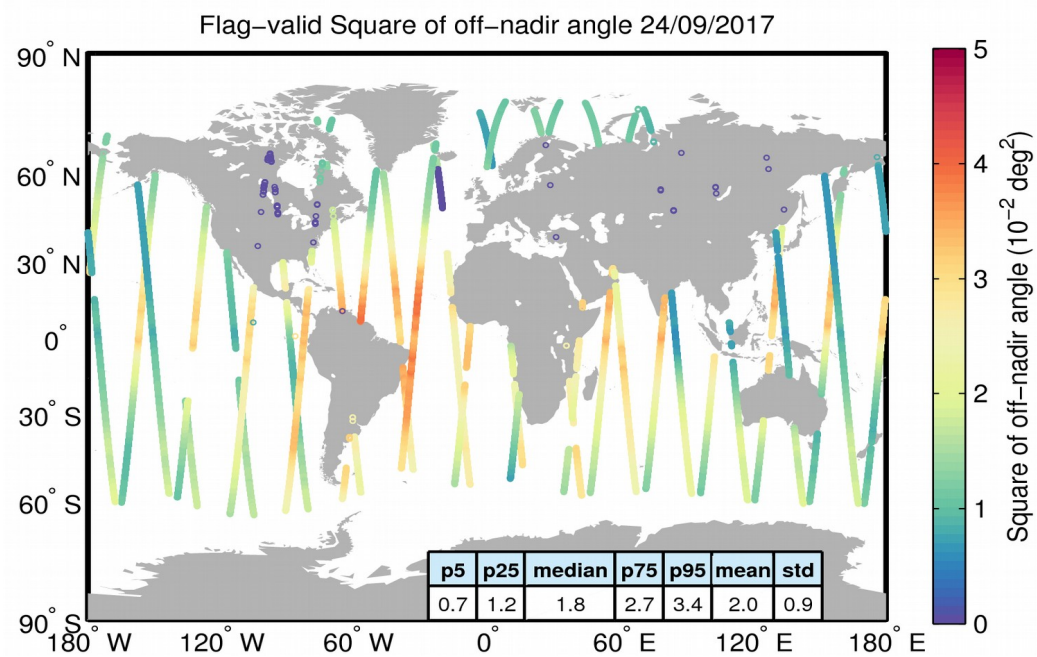 Flag−valid Square of off−nadir angle 24/09/2017
90° N
60° N
30° N
0°
30° S
60° S
90° S
180° W
120° W
60° W
0°
60° E
120° E
180° E
p5 p25 median p75 p95 mean std
0.7 1.2 1.8 2.7 3.4 2.0 0.9
5
4
3
2
1
0
Square of off−nadir angle (10⁻² deg²)